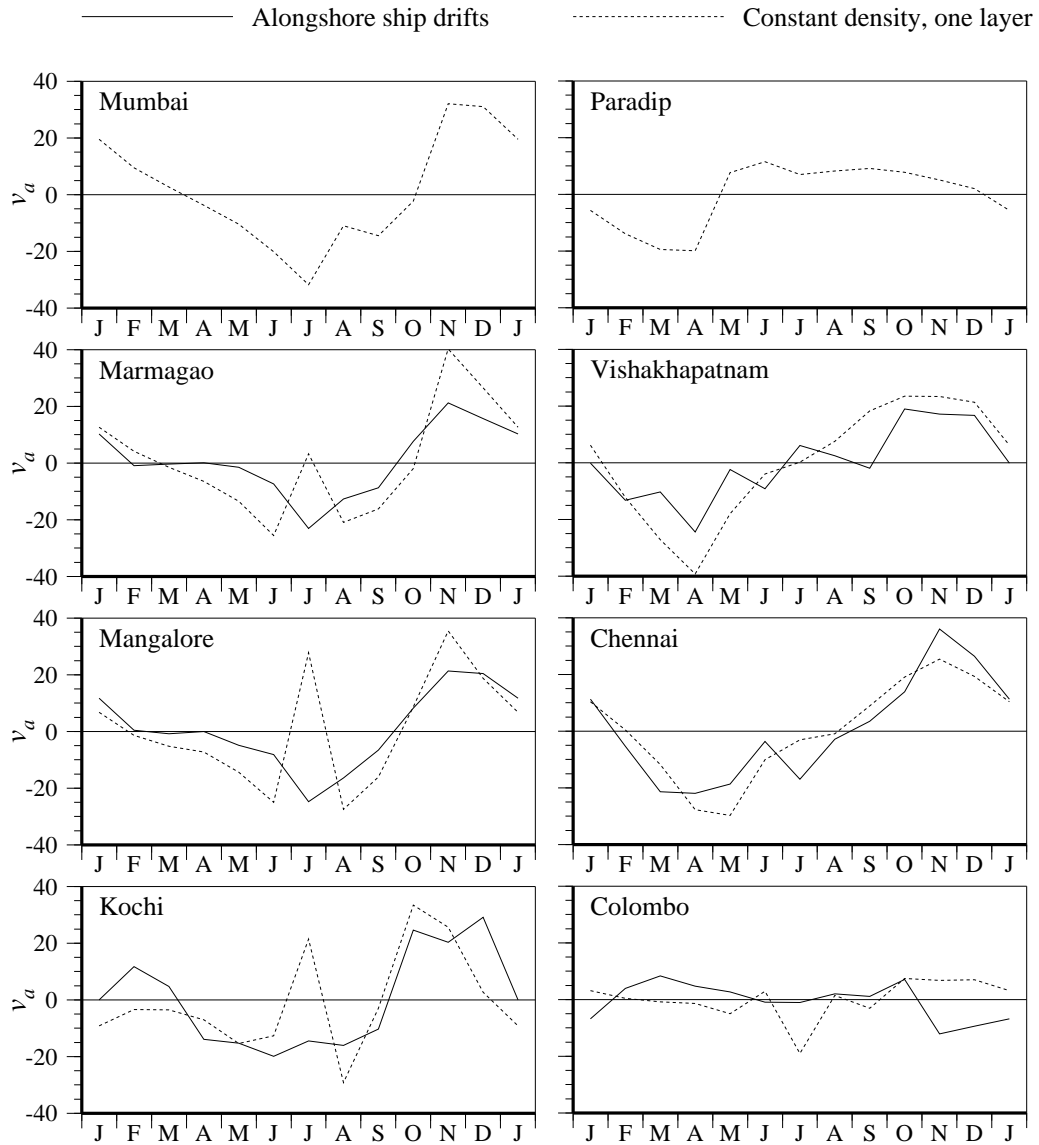 Alongshore ship drifts Constant density, one layer
Mumbai
40
20
0
-20
-40
v_a
J F M A M J J A S O N D J
Paradip
J F M A M J J A S O N D J
Marmagao
40
20
0
-20
-40
v_a
J F M A M J J A S O N D J
Vishakhapatnam
J F M A M J J A S O N D J
Mangalore
40
20
0
-20
-40
v_a
J F M A M J J A S O N D J
Chennai
J F M A M J J A S O N D J
Kochi
40
20
0
-20
-40
v_a
J F M A M J J A S O N D J
Colombo
J F M A M J J A S O N D J